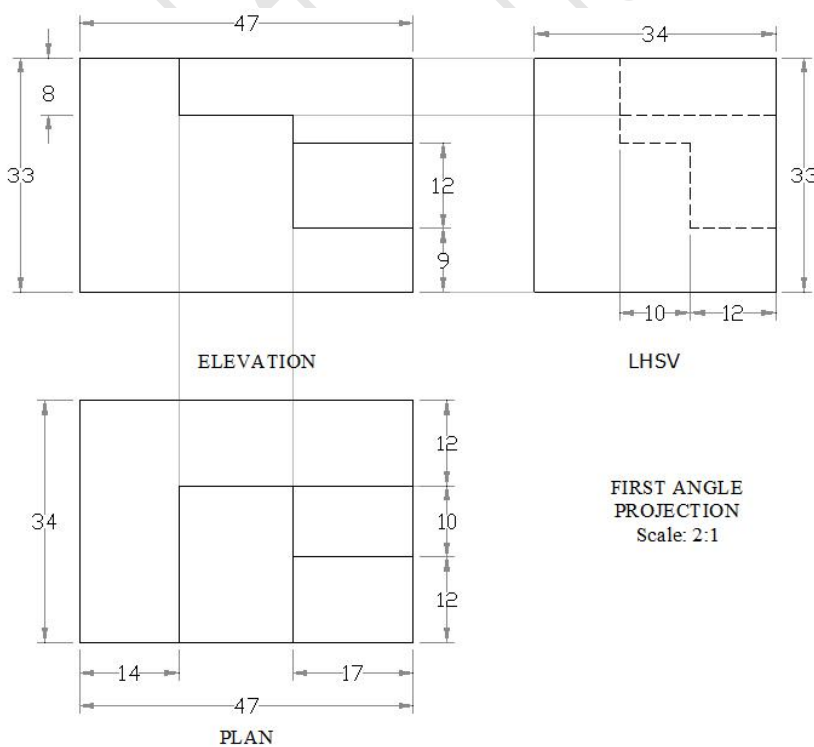 47
34
8
33
12
33
9
10
12
ELEVATION
LHSV
12
34
10
FIRST ANGLE
PROJECTION
Scale: 2:1
12
14
17
47
PLAN